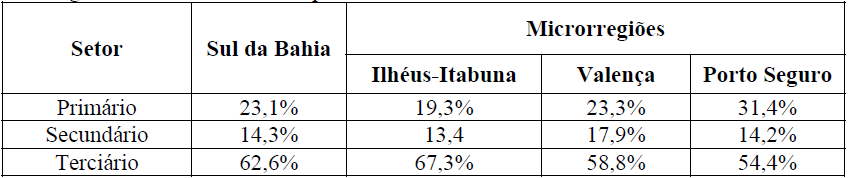 Setor Sul da Bahia Microrregiões
Ilhéus-Itabuna Valença Porto Seguro
Primário 23,1% 19,3% 23,3% 31,4%
Secundário 14,3% 13,4 17,9% 14,2%
Terciário 62,6% 67,3% 58,8% 54,4%